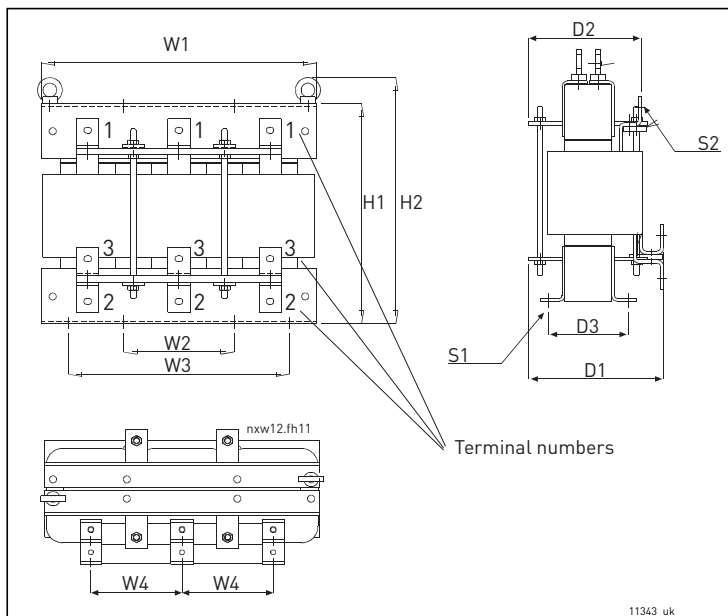 W1
D2
1 1 1
S2
H1
H2
3 3 3
2 2 2
W2
W3
D3
S1
D1
nxw12.fh11
Terminal numbers
W4 W4
11343_uk